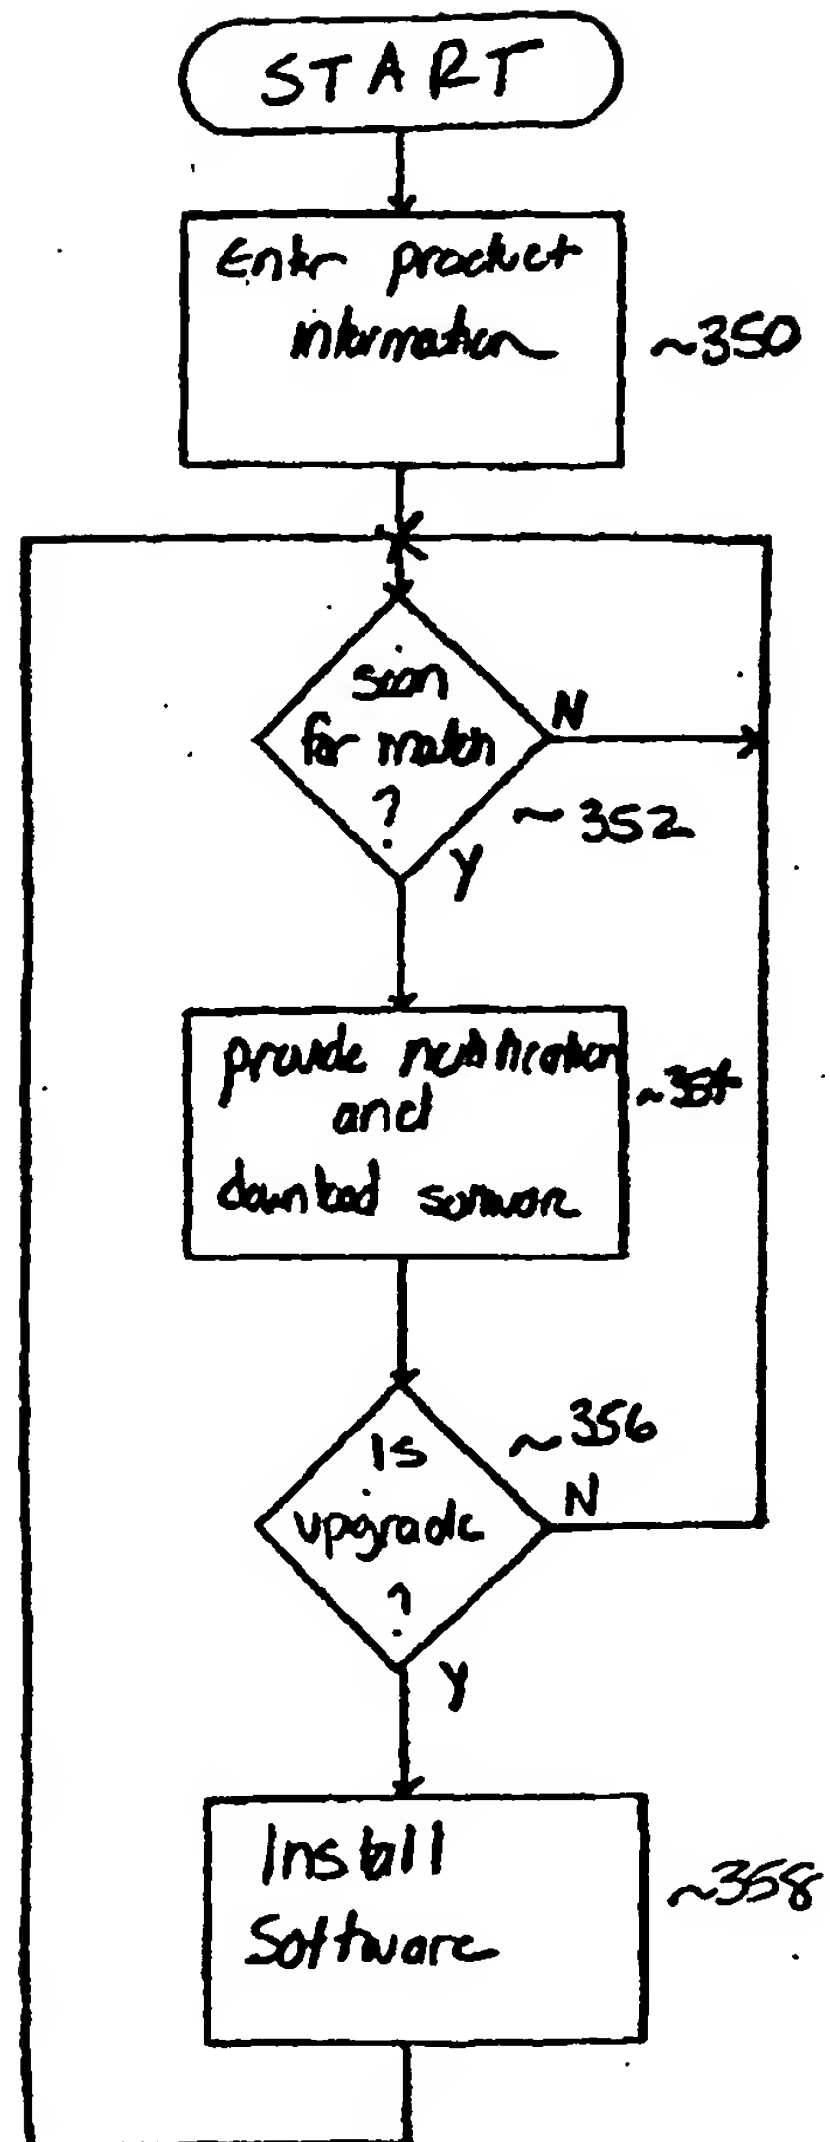 START
Enter product
information
~350
scan
for match
?
N
~352
Y
provide notification
and
download software
~354
Is
upgrade
?
~356
N
Y
Install
Software
~358